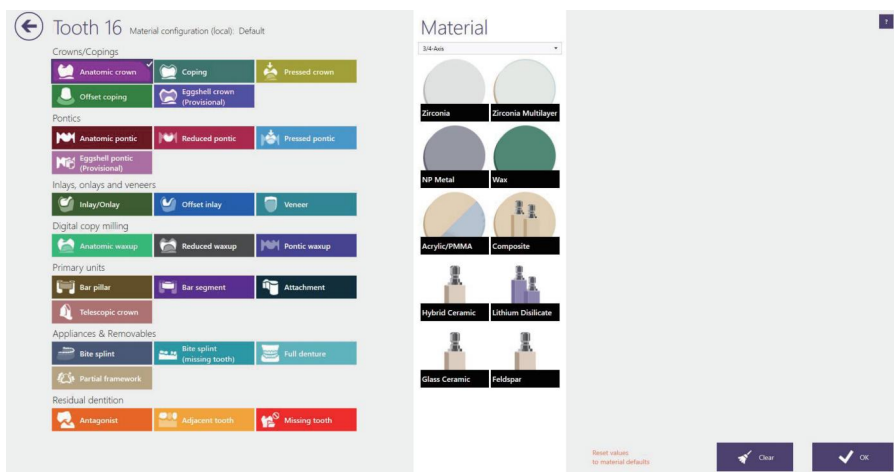 Tooth 16 Material configuration (local): Default
Crowns/Copings
Anatomic crown
Coping
Pressed crown
Offset coping
Eggshell crown
(Provisional)
Pontics
Anatomic pontic
Reduced pontic
Pressed pontic
Eggshell pontic
(Provisional)
Inlays, onlays and veneers
Inlay/Onlay
Offset inlay
Veneer
Digital copy milling
Anatomic waxup
Reduced waxup
Pontic waxup
Primary units
Bar pillar
Bar segment
Attachment
Telescopic crown
Appliances & Removables
Bite splint
Bite splint
(missing tooth)
Full denture
Partial framework
Residual dentition
Antagonist
Adjacent tooth
Missing tooth
Material
3/4-Axis
Zirconia
Zirconia Multilayer
NP Metal
Wax
Acrylic/PMMA
Composite
Hybrid Ceramic
Lithium Disilicate
Glass Ceramic
Feldspar
?
Reset values
to material defaults
Clear
OK